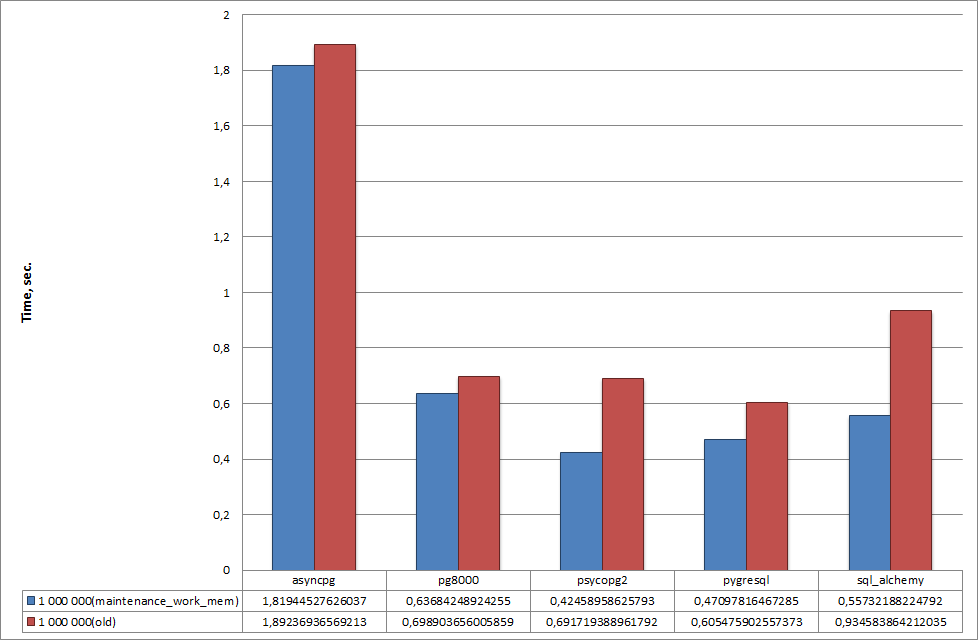 2
1,8
1,6
1,4
1,2
1
0,8
0,6
0,4
0,2
0
Time, sec.
asyncpg pg8000 psycopg2 pygresql sql_alchemy
1 000 000(maintenance_work_mem) 1,81944527626037 0,63684248924255 0,42458958625793 0,47097816467285 0,55732188224792
1 000 000(old) 1,89236936569213 0,698903656005859 0,691719388961792 0,605475902557373 0,934583864212035